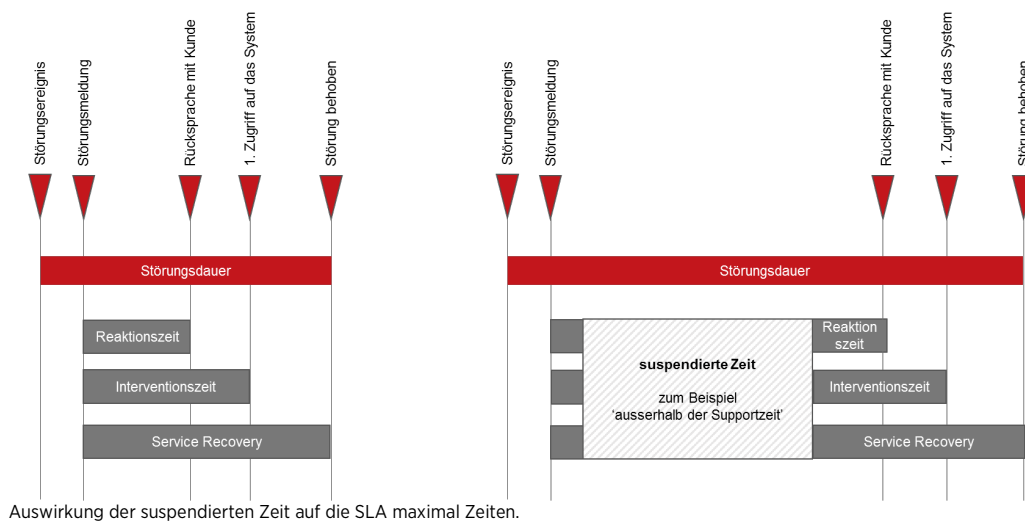 Störungsereignis
Störungsmeldung
Rücksprache mit Kunde
1. Zugriff auf das System
Störung behoben
Störungsdauer
Reaktionszeit
Interventionszeit
Service Recovery
Störungsereignis
Störungsmeldung
Rücksprache mit Kunde
1. Zugriff auf das System
Störung behoben
Störungsdauer
suspendierte Zeit
zum Beispiel
'ausserhalb der Supportzeit'
Reaktion
szeit
Interventionszeit
Service Recovery
Auswirkung der suspendierten Zeit auf die SLA maximal Zeiten.